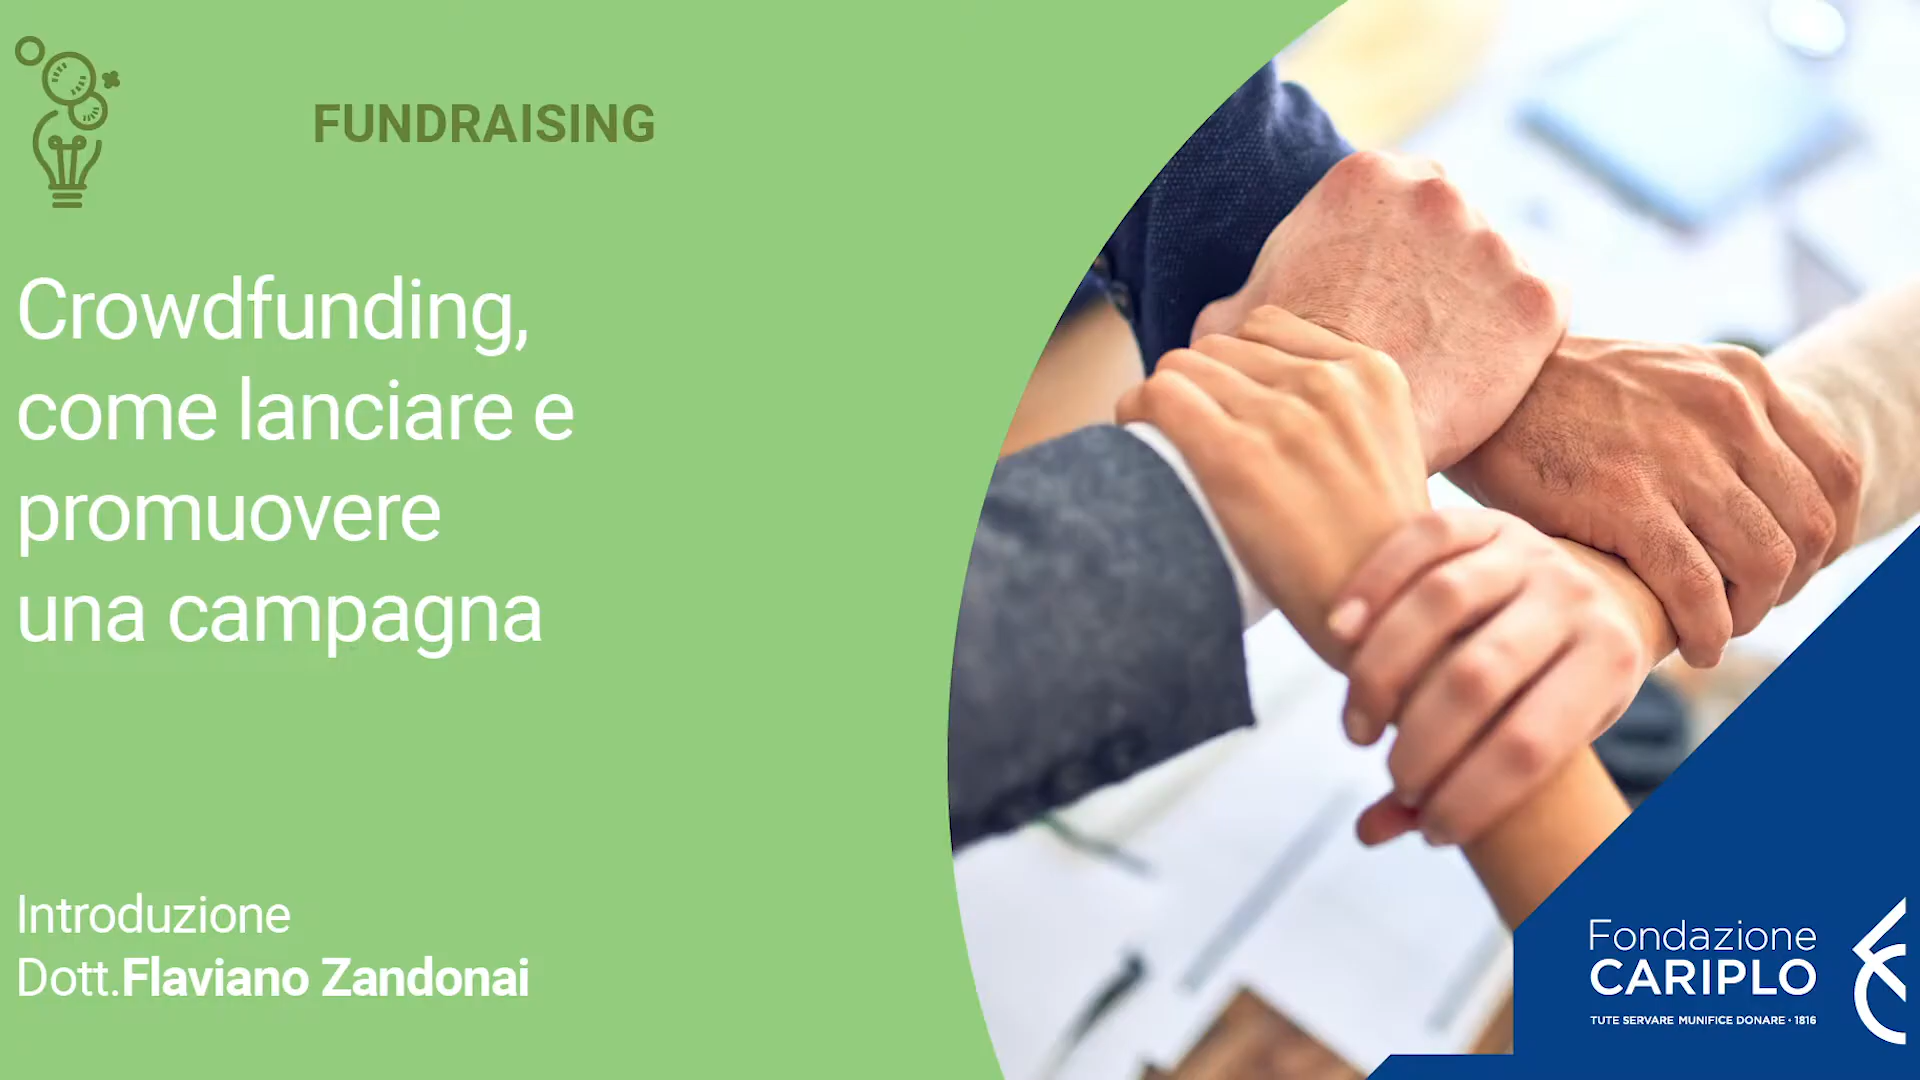 FUNDRAISING
Crowdfunding,
come lanciare e
promuovere
una campagna
Introduzione
Dott.Flaviano Zandonai
Fondazione
CARIPLO
TUTE SERVARE MUNIFICE DONARE • 1816